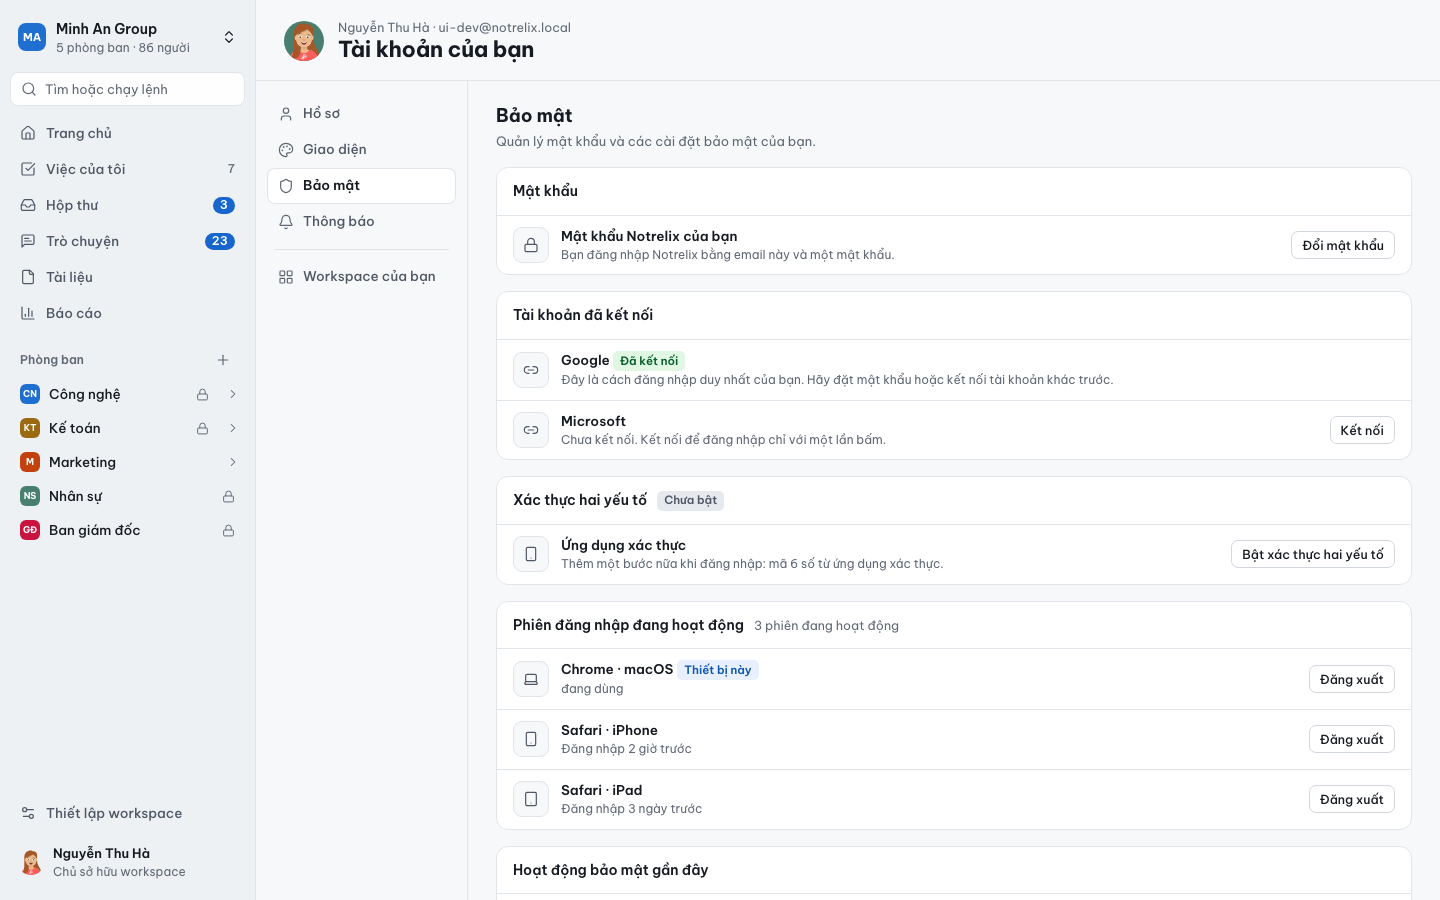 MA
Minh An Group
5 phòng ban · 86 người
Tìm hoặc chạy lệnh
Trang chủ
Việc của tôi 7
Hộp thư 3
Trò chuyện 23
Tài liệu
Báo cáo
Phòng ban
CN Công nghệ
KT Kế toán
M Marketing
NS Nhân sự
GĐ Ban giám đốc
Thiết lập workspace
Nguyễn Thu Hà
Chủ sở hữu workspace
Nguyễn Thu Hà · ui-dev@notrelix.local
Tài khoản của bạn
Hồ sơ
Giao diện
Bảo mật
Thông báo
Workspace của bạn
Bảo mật
Quản lý mật khẩu và các cài đặt bảo mật của bạn.
Mật khẩu
Mật khẩu Notrelix của bạn
Bạn đăng nhập Notrelix bằng email này và một mật khẩu.
Đổi mật khẩu
Tài khoản đã kết nối
Google Đã kết nối
Đây là cách đăng nhập duy nhất của bạn. Hãy đặt mật khẩu hoặc kết nối tài khoản khác trước.
Microsoft
Chưa kết nối. Kết nối để đăng nhập chỉ với một lần bấm.
Kết nối
Xác thực hai yếu tố Chưa bật
Ứng dụng xác thực
Thêm một bước nữa khi đăng nhập: mã 6 số từ ứng dụng xác thực.
Bật xác thực hai yếu tố
Phiên đăng nhập đang hoạt động 3 phiên đang hoạt động
Chrome · macOS Thiết bị này
đang dùng
Đăng xuất
Safari · iPhone
Đăng nhập 2 giờ trước
Đăng xuất
Safari · iPad
Đăng nhập 3 ngày trước
Đăng xuất
Hoạt động bảo mật gần đây